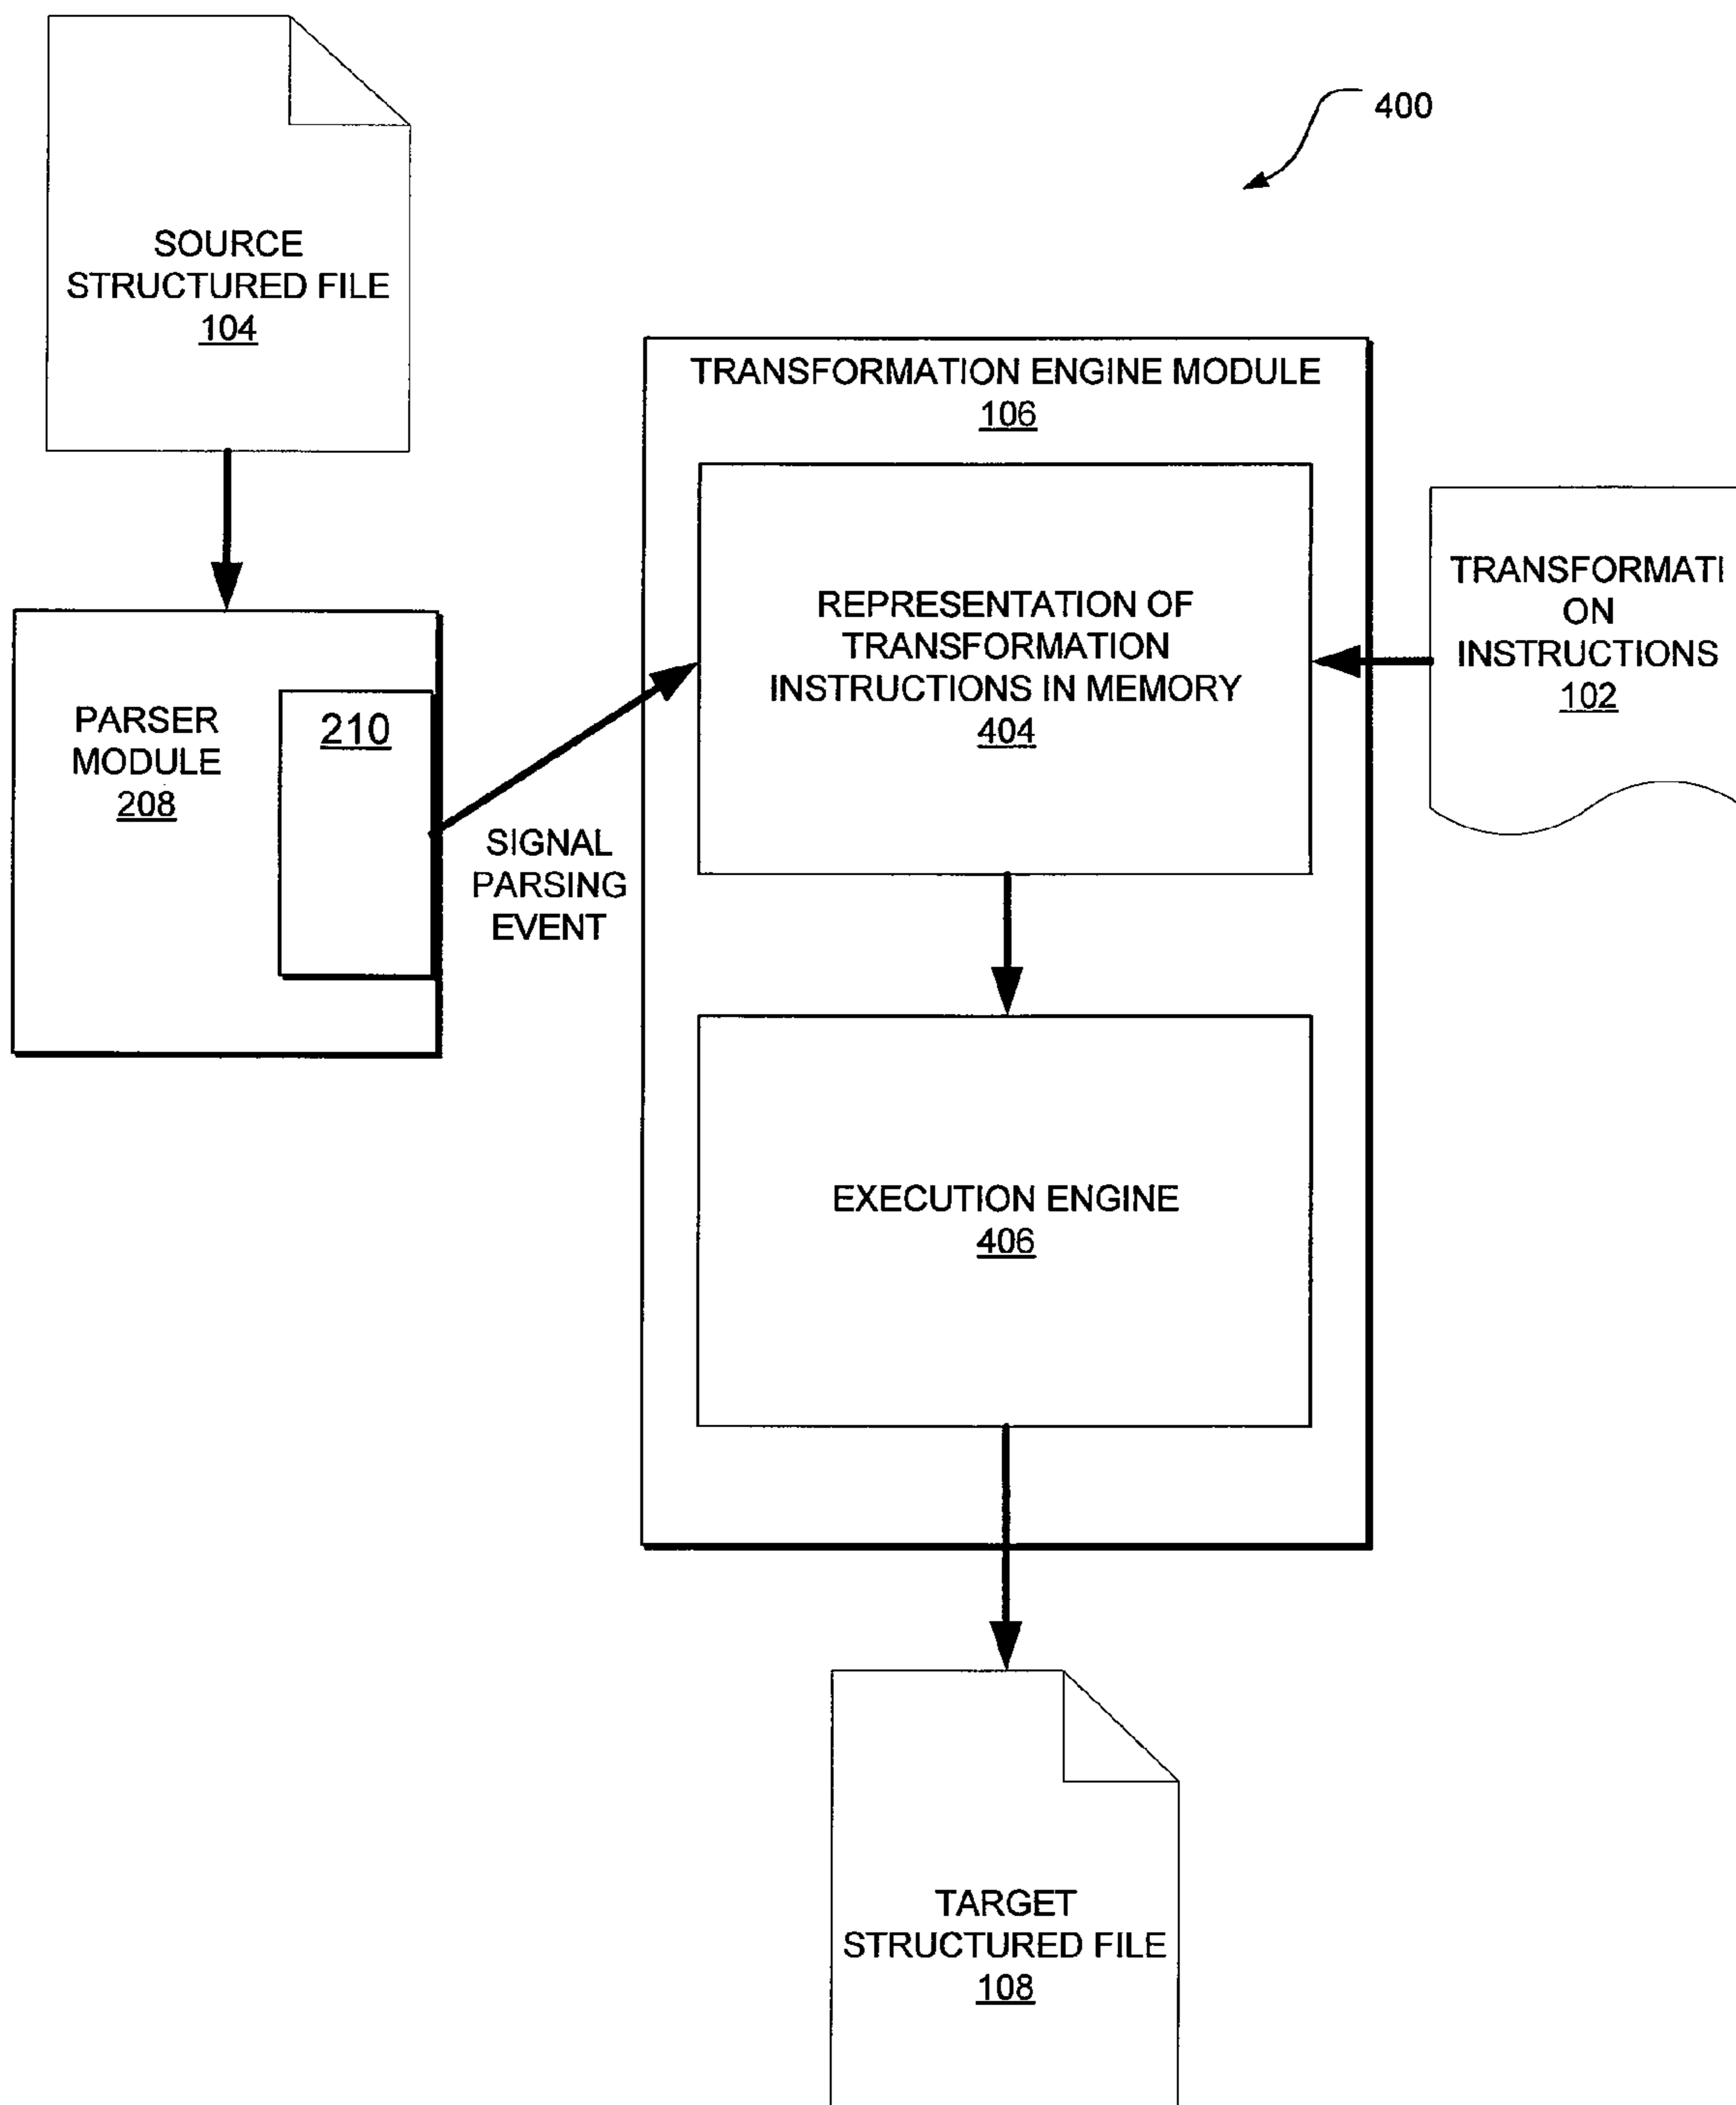 400
SOURCE
STRUCTURED FILE
104
TRANSFORMATION ENGINE MODULE
106
REPRESENTATION OF
TRANSFORMATION
INSTRUCTIONS IN MEMORY
404
TRANSFORMATI
ON
INSTRUCTIONS
102
PARSER
MODULE
208
210
SIGNAL
PARSING
EVENT
EXECUTION ENGINE
406
TARGET
STRUCTURED FILE
108